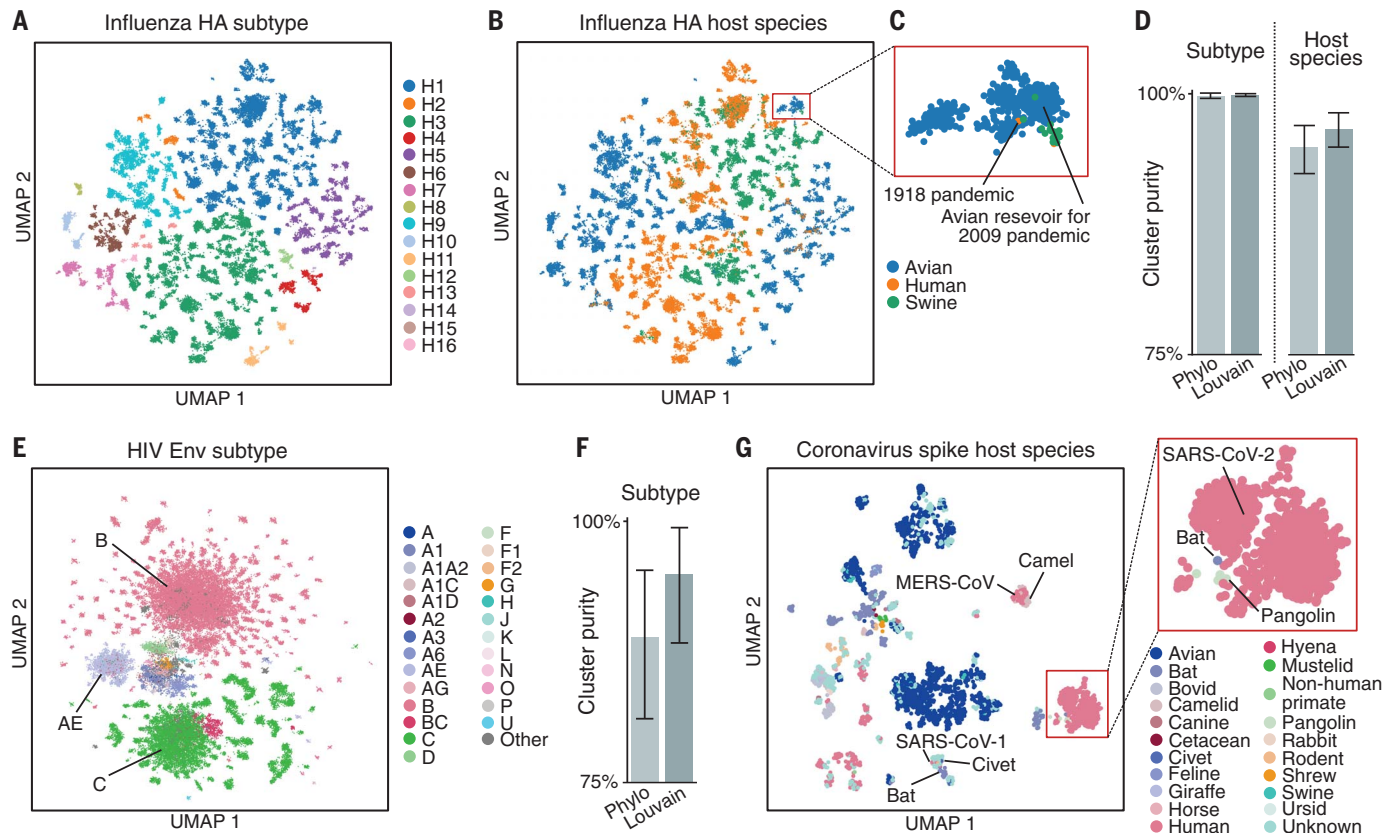 A
Influenza HA subtype
UMAP 2
UMAP 1
H1
H2
H3
H4
H5
H6
H7
H8
H9
H10
H11
H12
H13
H14
H15
H16
B
Influenza HA host species
UMAP 1
C
1918 pandemic
Avian resevoir for
2009 pandemic
Avian
Human
Swine
D
Subtype
Host
species
100%
Cluster purity
75%
Phylo
Louvain
Phylo
Louvain
E
HIV Env subtype
UMAP 2
B
AE
C
UMAP 1
A
A1
A1A2
A1C
A1D
A2
A3
A6
AE
AG
B
BC
C
D
F
F1
F2
G
H
J
K
L
N
O
P
U
Other
F
Subtype
100%
Cluster purity
75%
Phylo
Louvain
G
Coronavirus spike host species
UMAP 2
MERS-CoV
Camel
SARS-CoV-1
Civet
Bat
UMAP 1
SARS-CoV-2
Bat
Pangolin
Avian
Bat
Bovid
Camelid
Canine
Cetacean
Civet
Feline
Giraffe
Horse
Human
Hyena
Mustelid
Non-human
primate
Pangolin
Rabbit
Rodent
Shrew
Swine
Ursid
Unknown